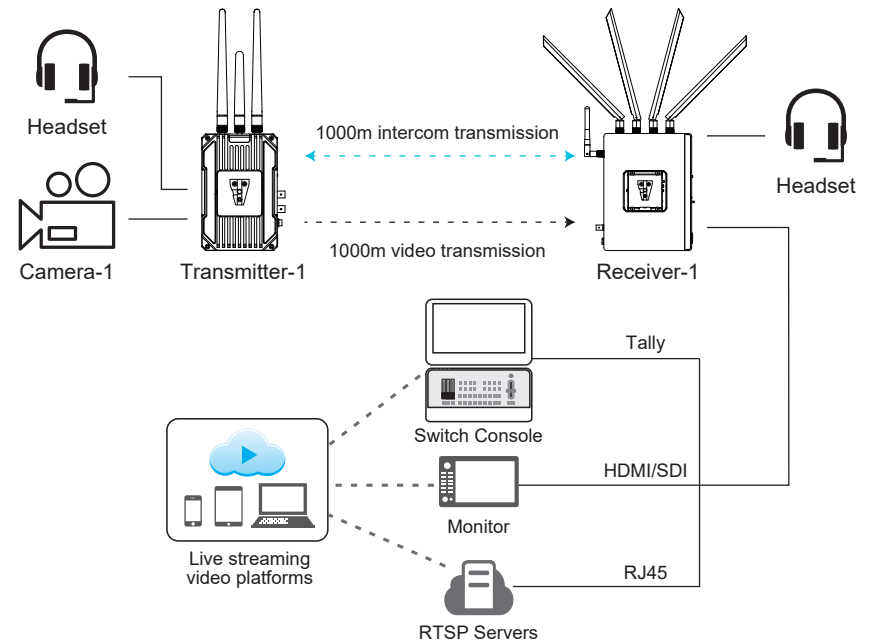 1000m intercom transmission
Headset
Headset
1000m video transmission
Camera-1
Transmitter-1
Receiver-1
Tally
Switch Console
HDMI/SDI
Monitor
Live streaming
video platforms
RJ45
RTSP Servers